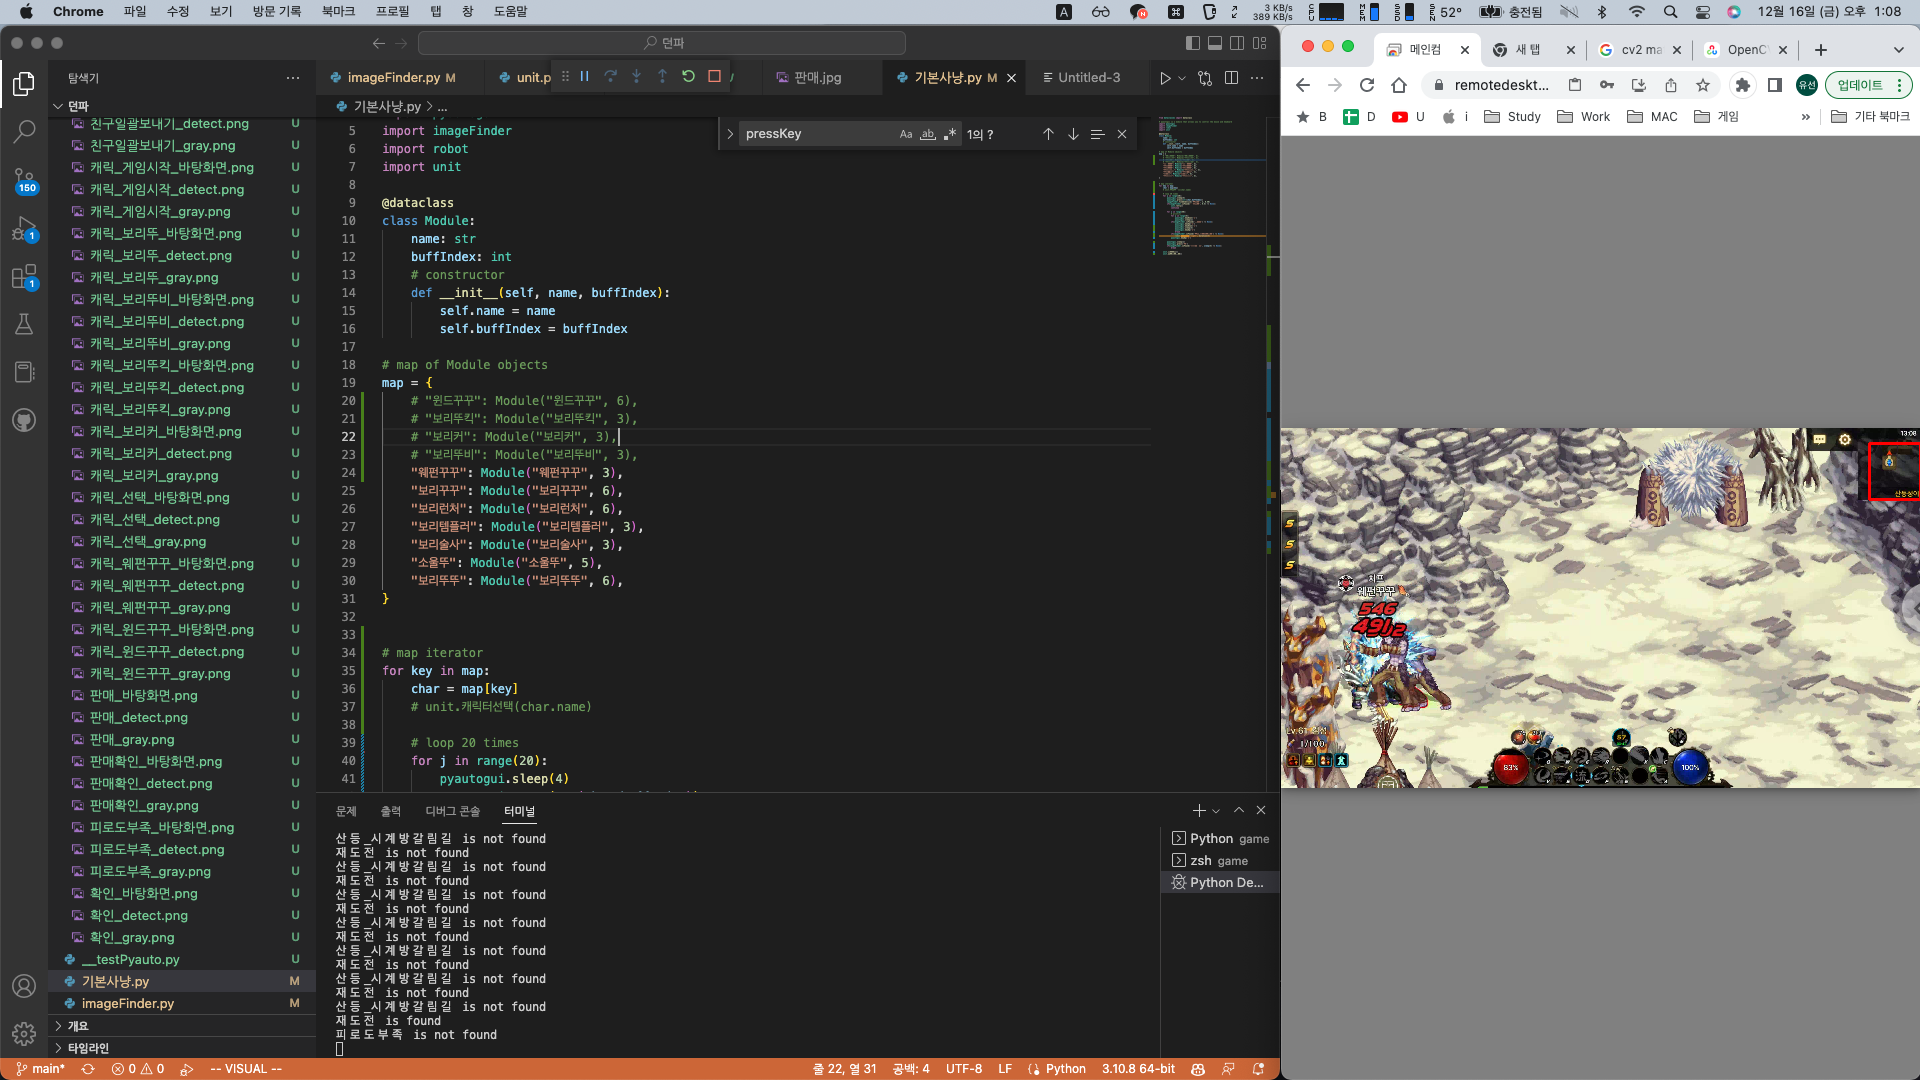 Chrome 파일 수정 보기 방문 기록 북마크 프로필 탭 창 도움말
3 KB/s
389 KB/s
52° 충전됨 12월 16일 (금) 오후 1:08
던파
탐색기
던파
친구일괄보내기_detect.png U
친구일괄보내기_gray.png U
캐릭_게임시작_바탕화면.png U
캐릭_게임시작_detect.png U
캐릭_게임시작_gray.png U
캐릭_보리뚜_바탕화면.png U
캐릭_보리뚜_detect.png U
캐릭_보리뚜_gray.png U
캐릭_보리뚜비_바탕화면.png U
캐릭_보리뚜비_detect.png U
캐릭_보리뚜비_gray.png U
캐릭_보리뚜킥_바탕화면.png U
캐릭_보리뚜킥_detect.png U
캐릭_보리뚜킥_gray.png U
캐릭_보리커_바탕화면.png U
캐릭_보리커_detect.png U
캐릭_보리커_gray.png U
캐릭_선택_바탕화면.png U
캐릭_선택_detect.png U
캐릭_선택_gray.png U
캐릭_웨펀꾸꾸_바탕화면.png U
캐릭_웨펀꾸꾸_detect.png U
캐릭_웨펀꾸꾸_gray.png U
캐릭_윈드꾸꾸_바탕화면.png U
캐릭_윈드꾸꾸_detect.png U
캐릭_윈드꾸꾸_gray.png U
판매_바탕화면.png U
판매_detect.png U
판매_gray.png U
판매확인_바탕화면.png U
판매확인_detect.png U
판매확인_gray.png U
피로도부족_바탕화면.png U
피로도부족_detect.png U
피로도부족_gray.png U
확인_바탕화면.png U
확인_detect.png U
확인_gray.png U
__testPyauto.py U
기본사냥.py M
imageFinder.py M
개요
타임라인
150
1
1
imageFinder.py M
unit.p
판매.jpg
기본사냥.py M
Untitled-3
기본사냥.py > ...
pressKey Aa ab 1의 ?
5 import imageFinder
6 import robot
7 import unit
8
9 @dataclass
10 class Module:
11 name: str
12 buffIndex: int
13 # constructor
14 def __init__(self, name, buffIndex):
15 self.name = name
16 self.buffIndex = buffIndex
17
18 # map of Module objects
19 map = {
20 # "윈드꾸꾸": Module("윈드꾸꾸", 6),
21 # "보리뚜킥": Module("보리뚜킥", 3),
22 # "보리커": Module("보리커", 3),
23 # "보리뚜비": Module("보리뚜비", 3),
24 "웨펀꾸꾸": Module("웨펀꾸꾸", 3),
25 "보리꾸꾸": Module("보리꾸꾸", 6),
26 "보리런처": Module("보리런처", 6),
27 "보리템플러": Module("보리템플러", 3),
28 "보리술사": Module("보리술사", 3),
29 "소울뚜": Module("소울뚜", 5),
30 "보리뚜뚜": Module("보리뚜뚜", 6),
31 }
32
33
34 # map iterator
35 for key in map:
36 char = map[key]
37 # unit.캐릭터선택(char.name)
38
39 # loop 20 times
40 for j in range(20):
41 pyautogui.sleep(4)
문제 출력 디버그 콘솔 터미널
산등_시계방갈림길 is not found
재도전 is not found
산등_시계방갈림길 is not found
재도전 is not found
산등_시계방갈림길 is not found
재도전 is not found
산등_시계방갈림길 is not found
재도전 is not found
산등_시계방갈림길 is not found
재도전 is not found
산등_시계방갈림길 is not found
재도전 is not found
산등_시계방갈림길 is not found
재도전 is found
피로도부족 is not found
Python game
zsh game
Python De...
main* 0 0 -- VISUAL -- 줄 22, 열 31 공백: 4 UTF-8 LF Python 3.10.8 64-bit
메인컴
새 탭
cv2 ma
OpenC
remotedeskt...
유선
업데이트
B D U i Study Work MAC 게임 » 기타 북마크
13:08
웨펀꾸꾸
546
83%
100%